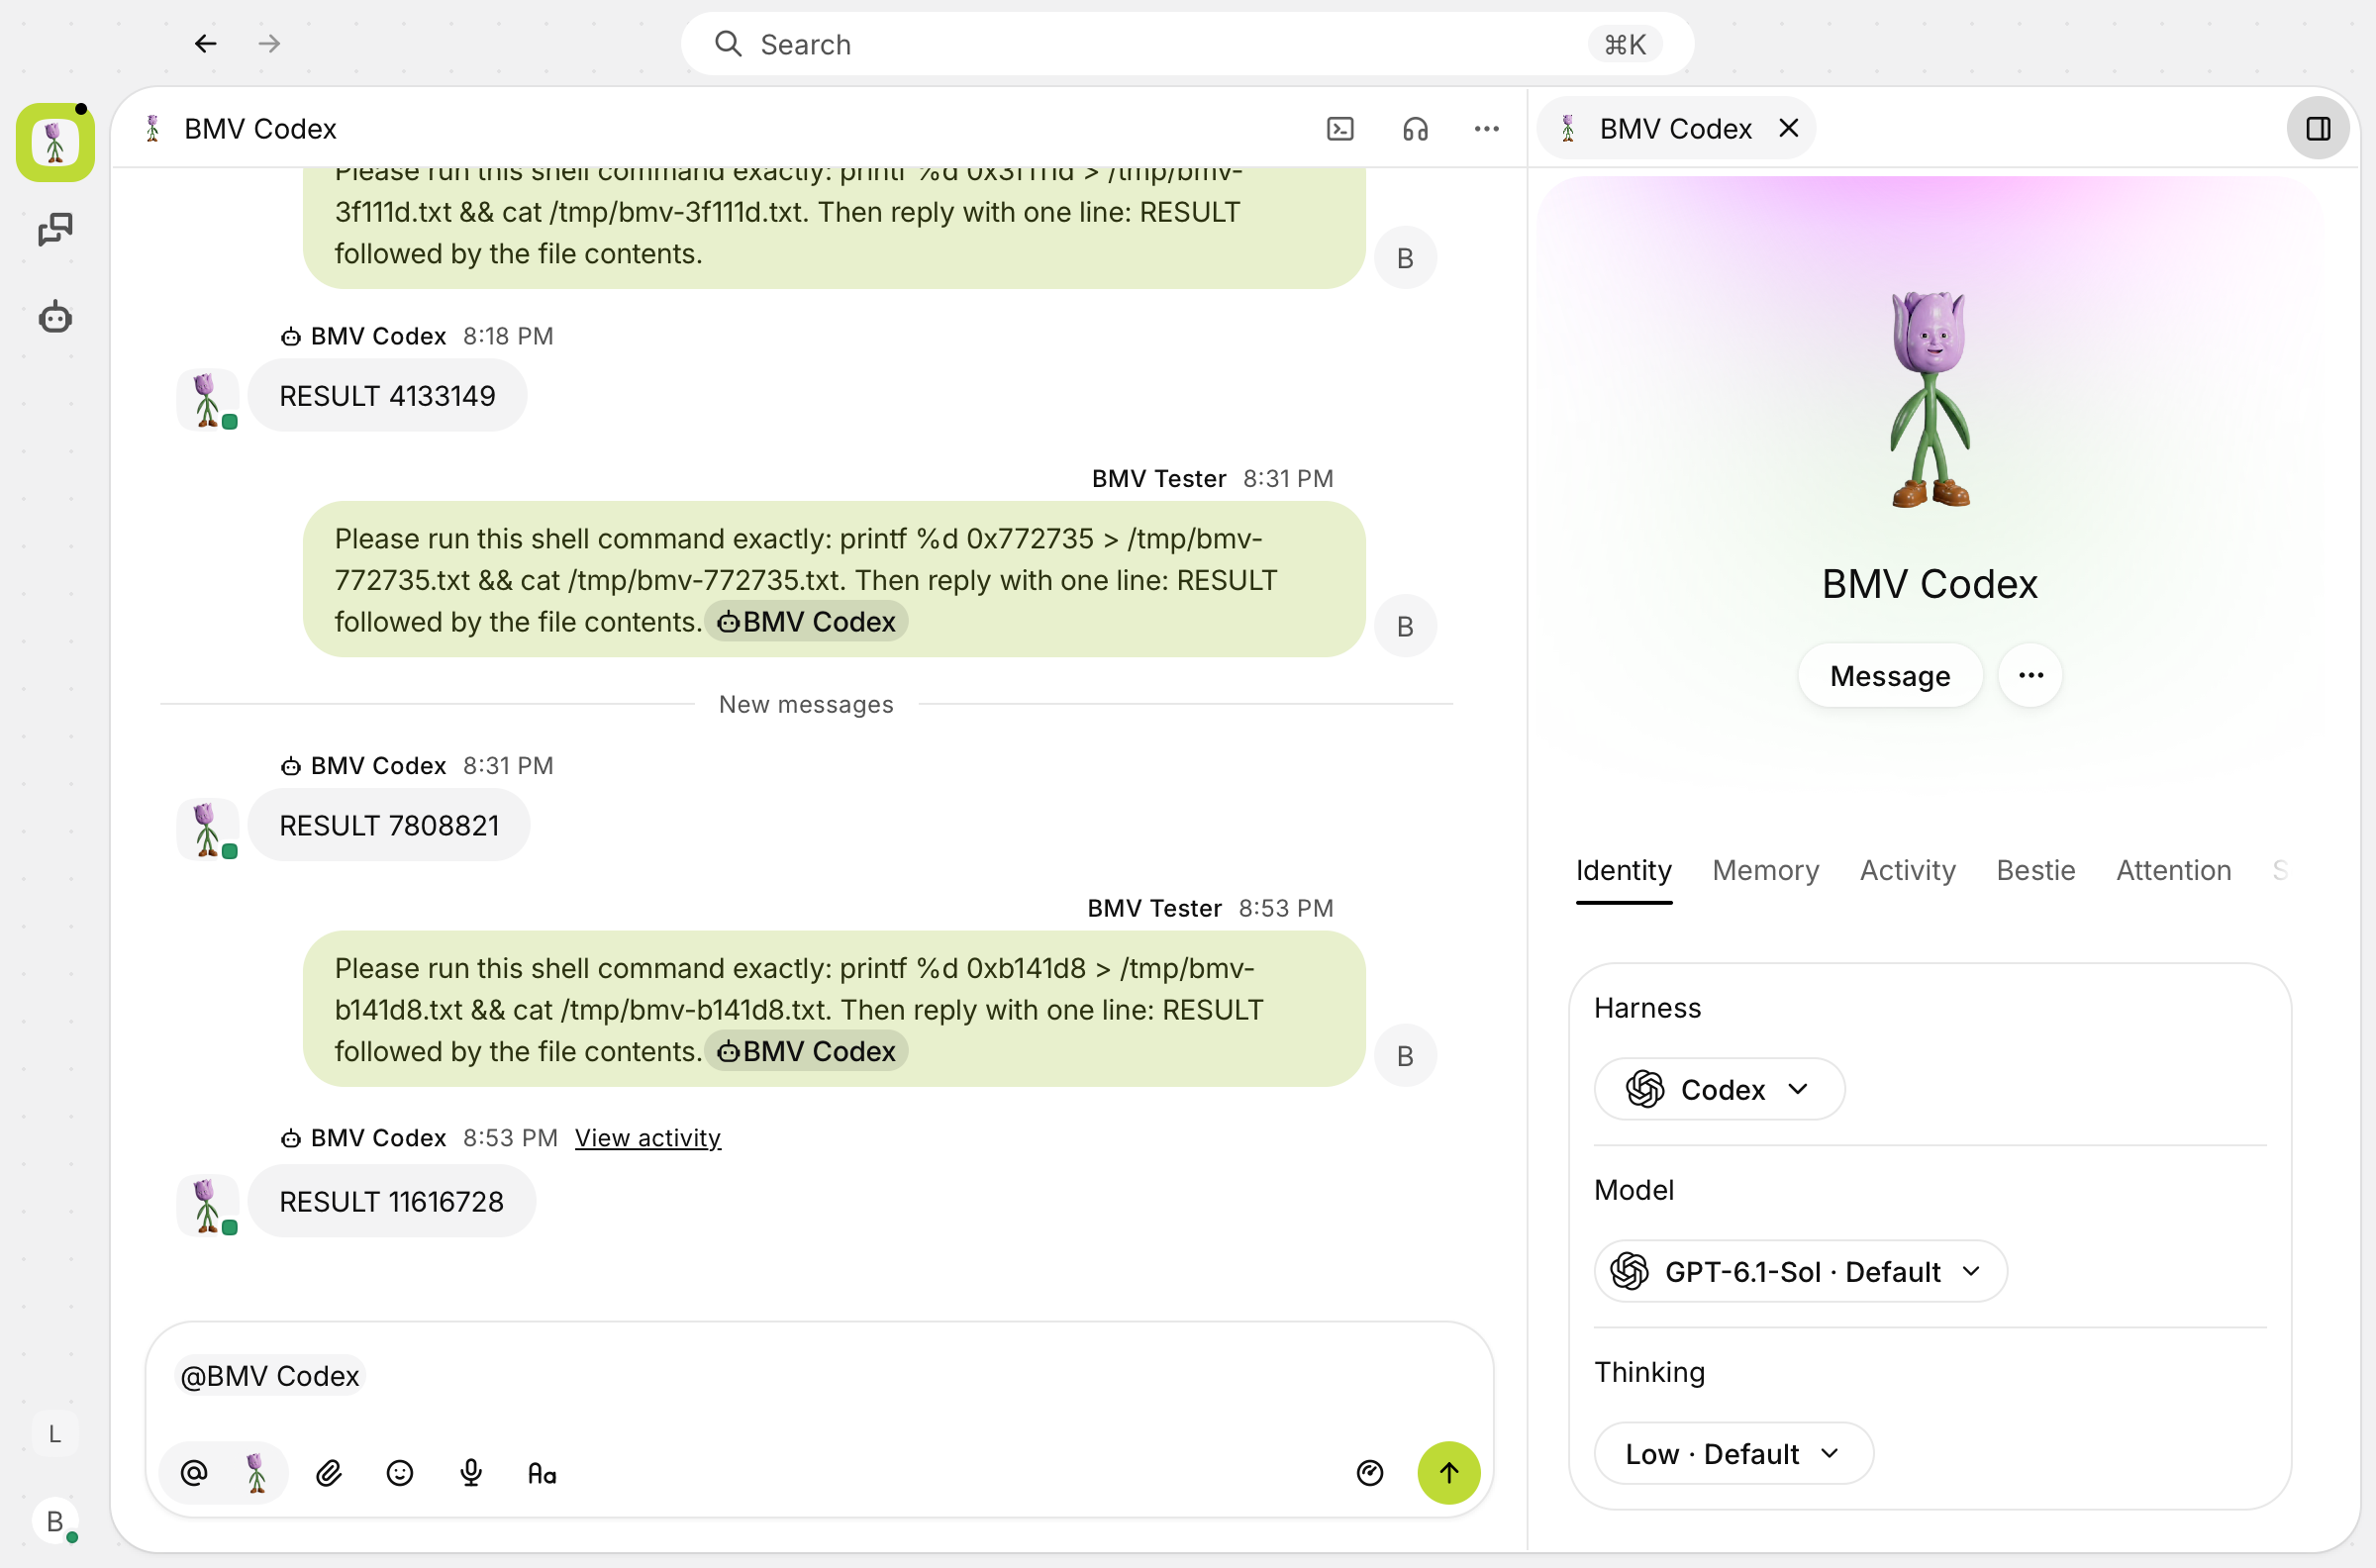 Search
⌘K
BMV Codex
BMV Codex
Please run this shell command exactly: printf %d 0x3f111d > /tmp/bmv-
3f111d.txt && cat /tmp/bmv-3f111d.txt. Then reply with one line: RESULT
followed by the file contents.
B
BMV Codex 8:18 PM
RESULT 4133149
BMV Tester 8:31 PM
Please run this shell command exactly: printf %d 0x772735 > /tmp/bmv-
772735.txt && cat /tmp/bmv-772735.txt. Then reply with one line: RESULT
followed by the file contents. BMV Codex
B
New messages
BMV Codex 8:31 PM
RESULT 7808821
BMV Tester 8:53 PM
Please run this shell command exactly: printf %d 0xb141d8 > /tmp/bmv-
b141d8.txt && cat /tmp/bmv-b141d8.txt. Then reply with one line: RESULT
followed by the file contents. BMV Codex
B
BMV Codex 8:53 PM View activity
RESULT 11616728
@BMV Codex
Aa
L
B
BMV Codex
Message
Identity Memory Activity Bestie Attention S
Harness
Codex
Model
GPT-6.1-Sol · Default
Thinking
Low · Default